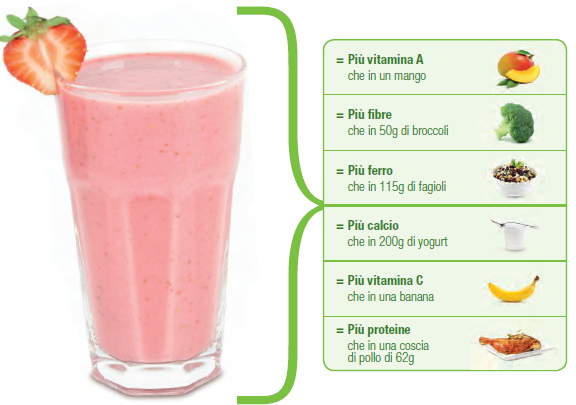 = Più vitamina A
che in un mango
= Più fibre
che in 50g di broccoli
= Più ferro
che in 115g di fagioli
= Più calcio
che in 200g di yogurt
= Più vitamina C
che in una banana
= Più proteine
che in una coscia
di pollo di 62g